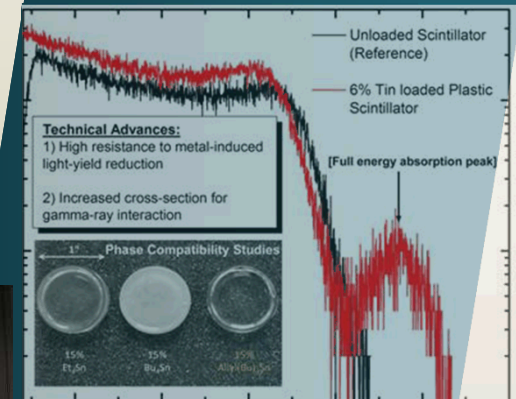 Unloaded Scintillator
(Reference)
6% Tin loaded Plastic
Scintillator
Technical Advances:
1) High resistance to metal-induced
light-yield reduction
2) Increased cross-section for
gamma-ray interaction
[Full energy absorption peak]
1" Phase Compatibility Studies
15% 15% 15%
Et₄Sn Bu₄Sn